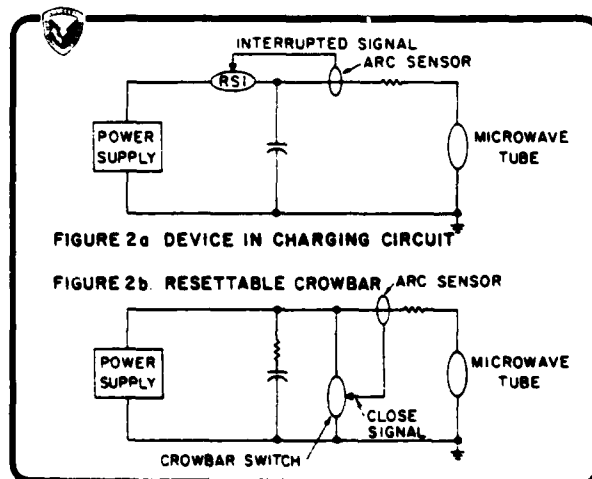 INTERRUPTED SIGNAL
ARC SENSOR
RSI
POWER
SUPPLY
MICROWAVE
TUBE
FIGURE 2a DEVICE IN CHARGING CIRCUIT
FIGURE 2b. RESETTABLE CROWBAR
ARC SENSOR
POWER
SUPPLY
MICROWAVE
TUBE
CLOSE
SIGNAL
CROWBAR SWITCH